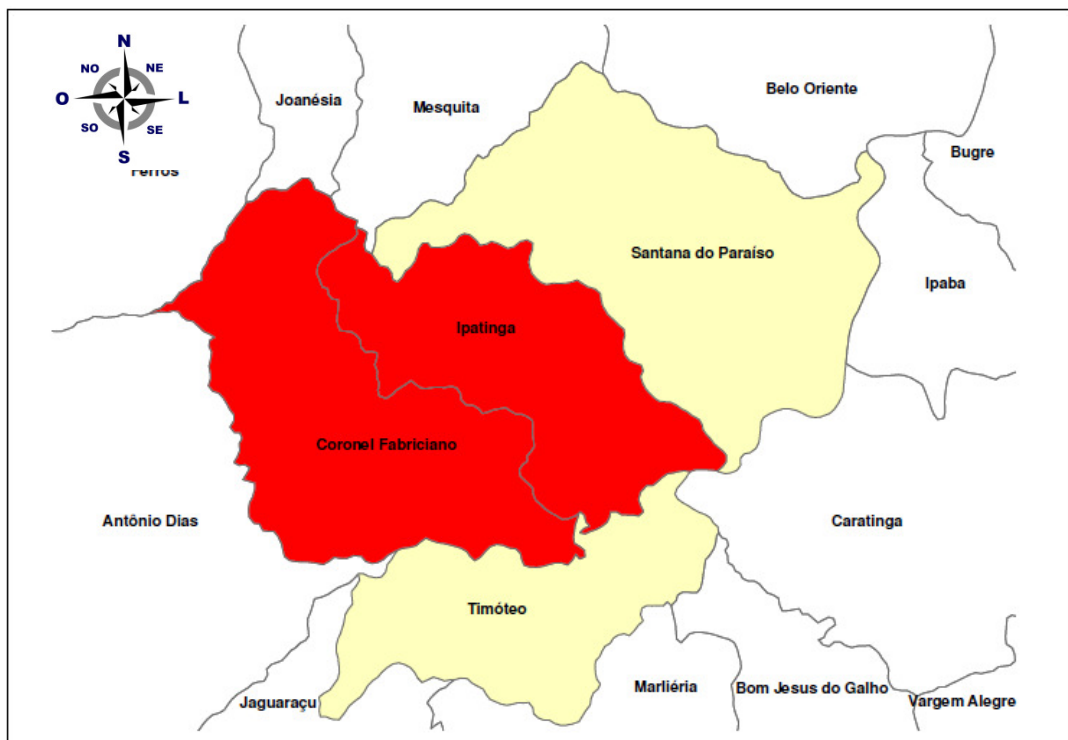 N
NO
NE
O
L
SO
SE
S
Joanésia
Mesquita
Belo Oriente
Bugre
Ferros
Santana do Paraíso
Ipaba
Ipatinga
Coronel Fabriciano
Antônio Dias
Caratinga
Timóteo
Jaguaraçu
Marliéria
Bom Jesus do Galho
Vargem Alegre